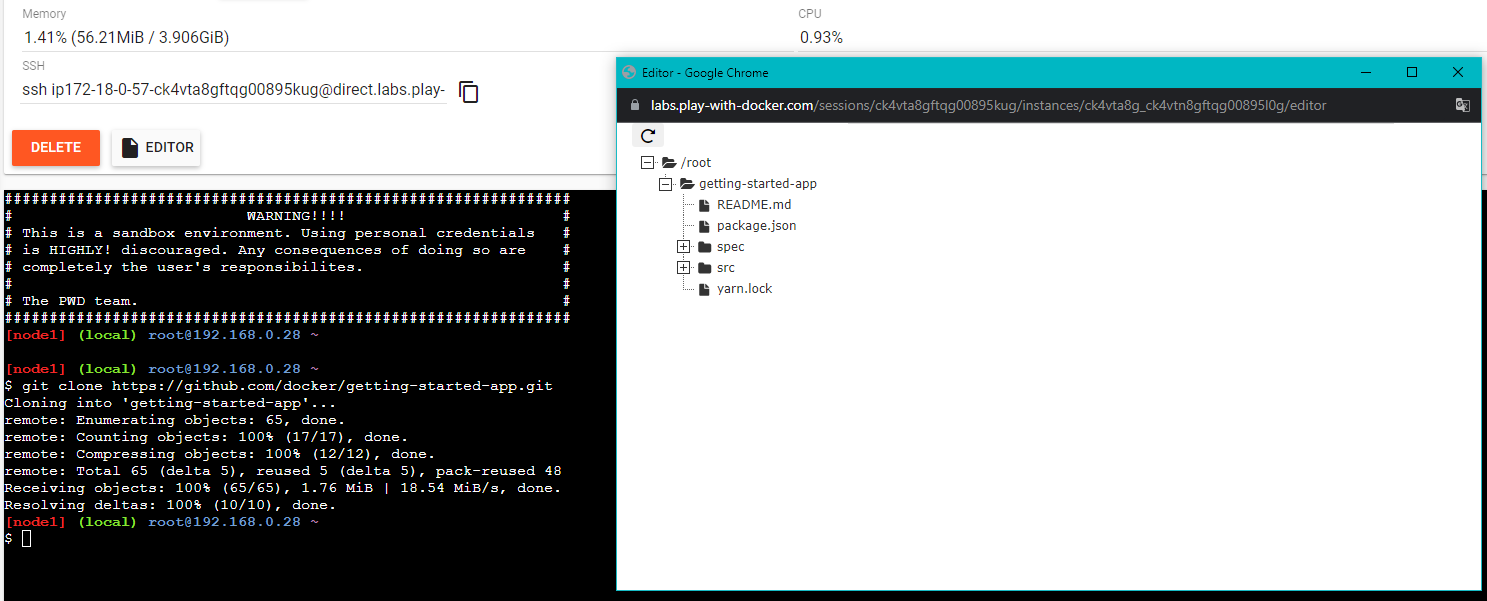 Memory
1.41% (56.21MiB / 3.906GiB)
CPU
0.93%
SSH
ssh ip172-18-0-57-ck4vta8gftqg00895kug@direct.labs.play-
DELETE
EDITOR
###############################################################
#                          WARNING!!!!                        #
# This is a sandbox environment. Using personal credentials   #
# is HIGHLY! discouraged. Any consequences of doing so are    #
# completely the user's responsibilites.                      #
#                                                             #
# The PWD team.                                               #
###############################################################
[node1] (local) root@192.168.0.28 ~
[node1] (local) root@192.168.0.28 ~
$ git clone https://github.com/docker/getting-started-app.git
Cloning into 'getting-started-app'...
remote: Enumerating objects: 65, done.
remote: Counting objects: 100% (17/17), done.
remote: Compressing objects: 100% (12/12), done.
remote: Total 65 (delta 5), reused 5 (delta 5), pack-reused 48
Receiving objects: 100% (65/65), 1.76 MiB | 18.54 MiB/s, done.
Resolving deltas: 100% (10/10), done.
[node1] (local) root@192.168.0.28 ~
$
Editor - Google Chrome
labs.play-with-docker.com/sessions/ck4vta8gftqg00895kug/instances/ck4vta8g_ck4vtn8gftqg00895l0g/editor
/root
getting-started-app
README.md
package.json
spec
src
yarn.lock